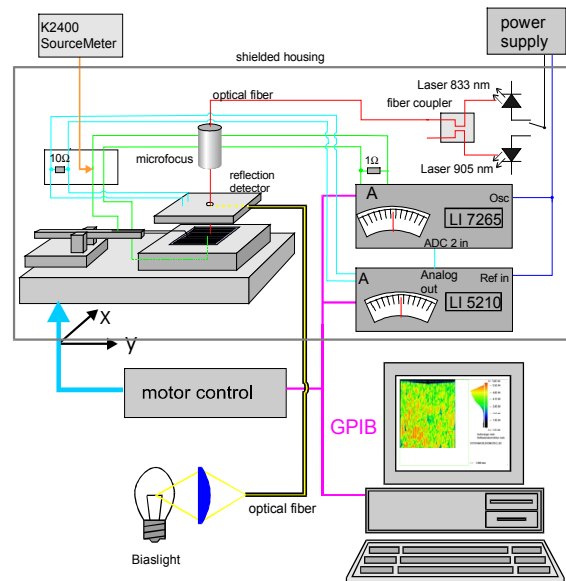 K2400
SourceMeter
power
supply
shielded housing
Laser 833 nm
optical fiber
fiber coupler
10Ω
microfocus
1Ω
Laser 905 nm
reflection
detector
A
Osc
LI 7265
ADC 2 in
A
Analog
out
Ref in
LI 5210
X
y
motor control
GPIB
optical fiber
Biaslight